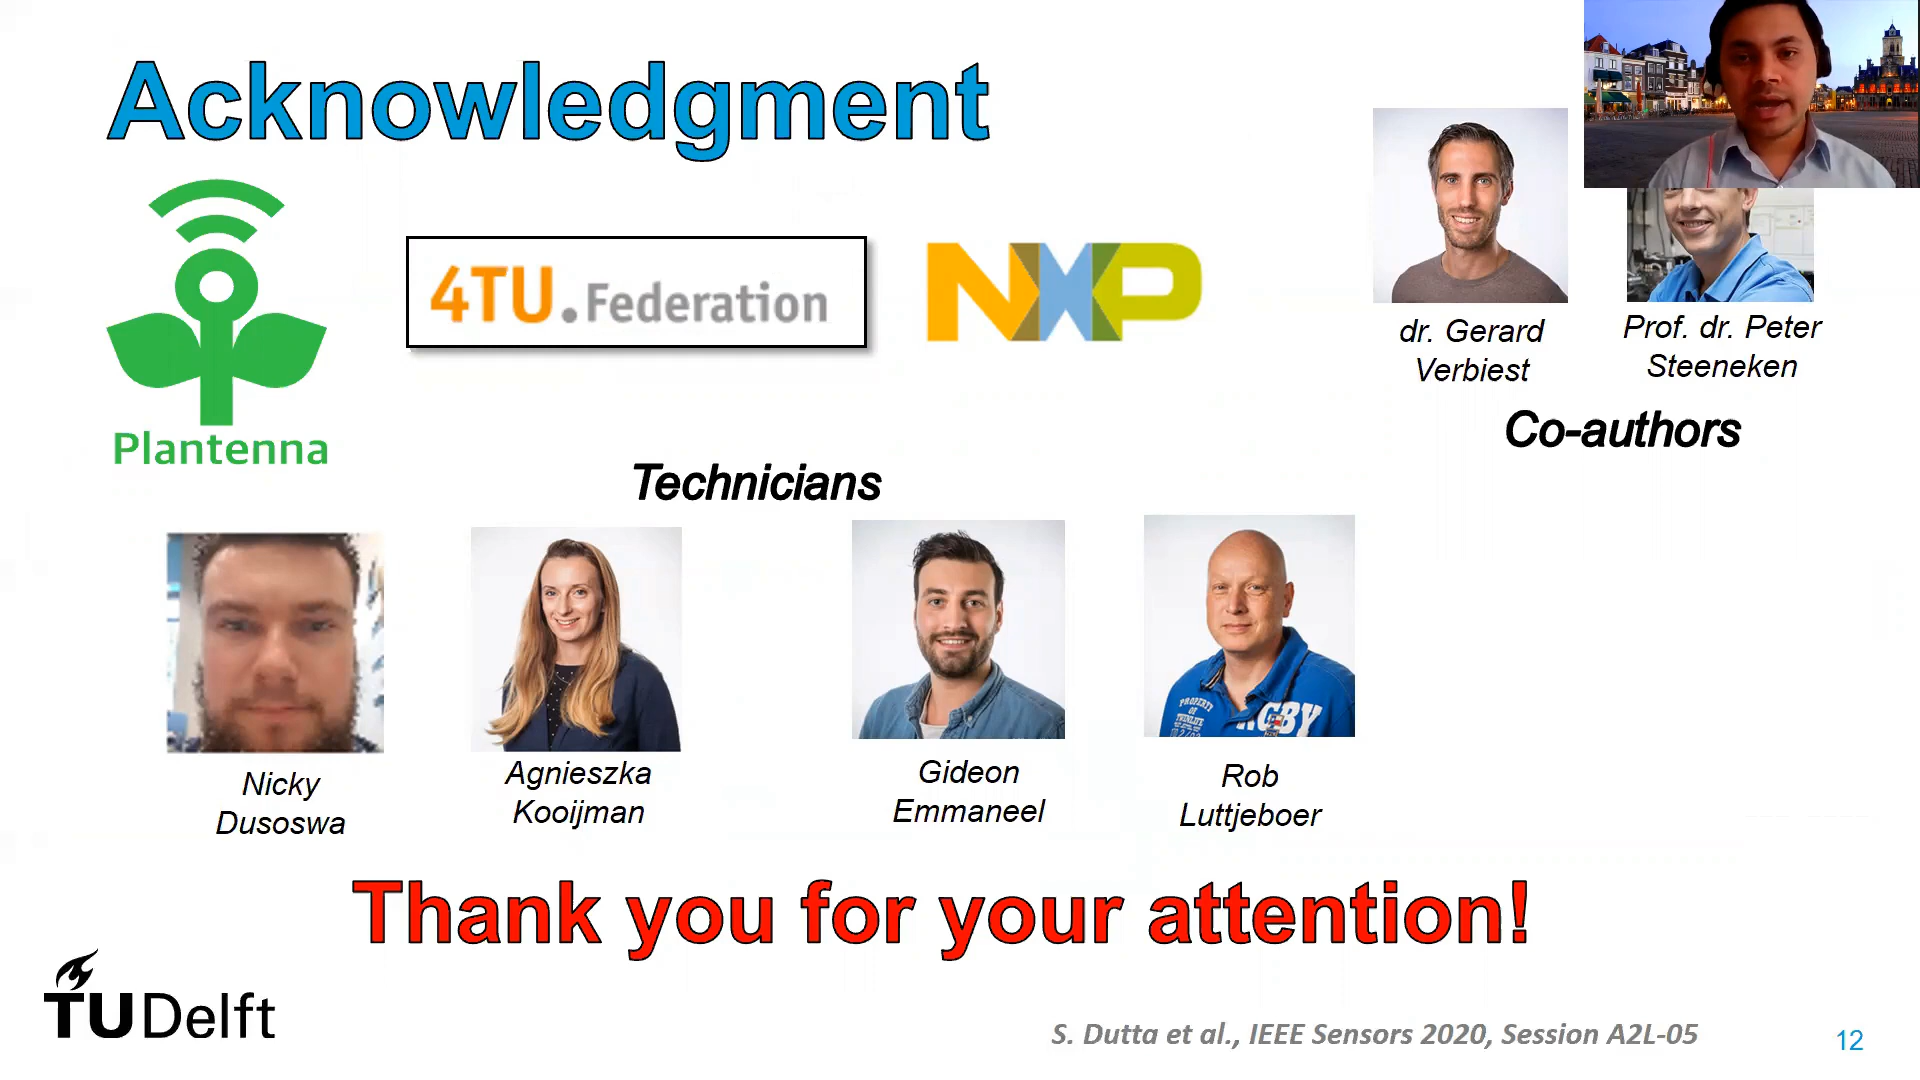 Acknowledgment
Plantenna
4TU.Federation
NXP
dr. Gerard
Verbiest
Prof. dr. Peter
Steeneken
Co-authors
Technicians
PROPERTY
OF
Nicky
Dusoswa
Agnieszka
Kooijman
Gideon
Emmaneel
Rob
Luttjeboer
Thank you for your attention!
TUDelft
S. Dutta et al., IEEE Sensors 2020, Session A2L-05
12